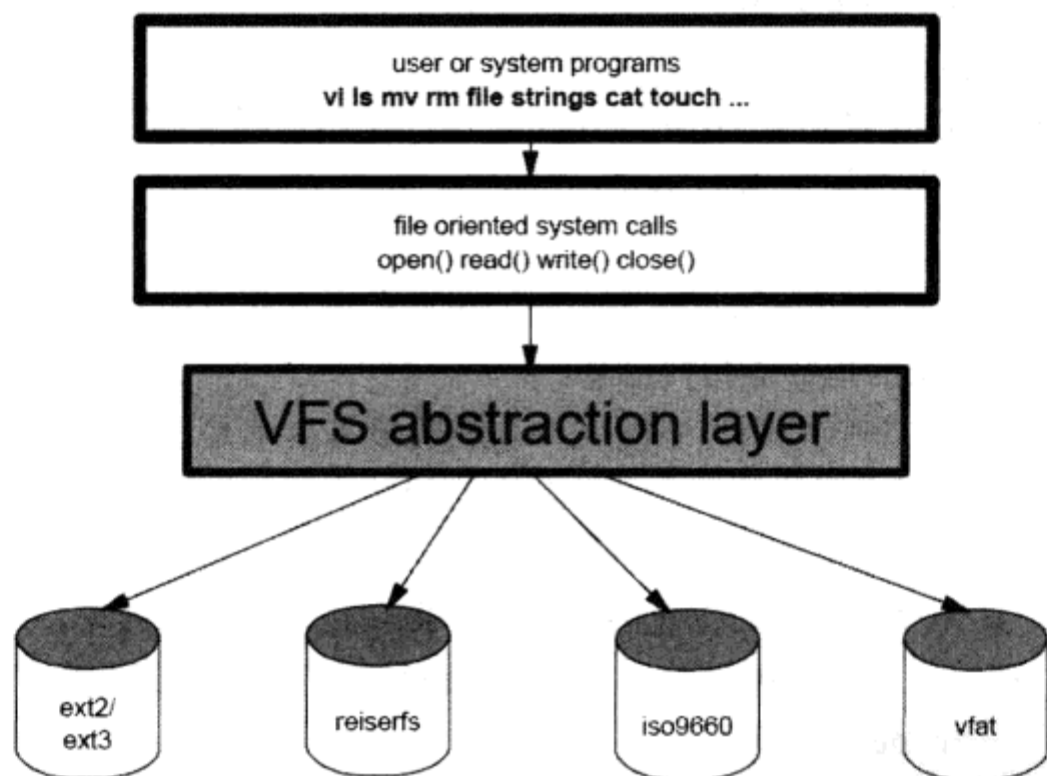 user or system programs
vi ls mv rm file strings cat touch ...
file oriented system calls
open() read() write() close()
VFS abstraction layer
ext2/
ext3
reiserfs
iso9660
vfat